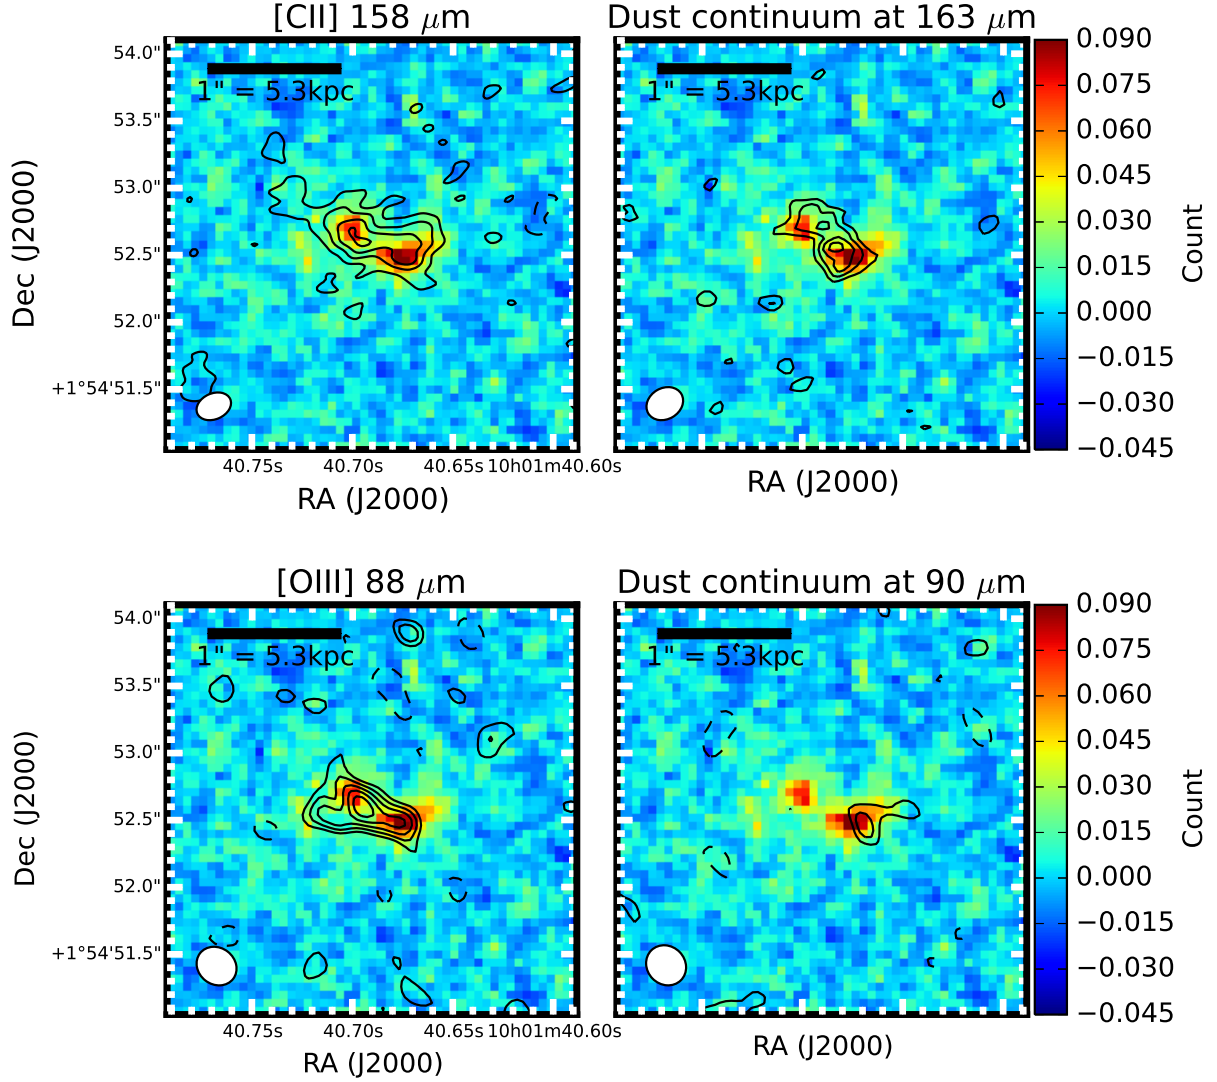 [CII] 158 μm
Dust continuum at 163 μm
1" = 5.3kpc
1" = 5.3kpc
54.0"
53.5"
53.0"
52.5"
52.0"
+1°54'51.5"
Dec (J2000)
40.75s 40.70s 40.65s 10h01m40.60s
RA (J2000)
RA (J2000)
0.090
0.075
0.060
0.045
0.030
0.015
0.000
−0.015
−0.030
−0.045
Count
[OIII] 88 μm
Dust continuum at 90 μm
1" = 5.3kpc
1" = 5.3kpc
54.0"
53.5"
53.0"
52.5"
52.0"
+1°54'51.5"
Dec (J2000)
40.75s 40.70s 40.65s 10h01m40.60s
RA (J2000)
RA (J2000)
0.090
0.075
0.060
0.045
0.030
0.015
0.000
−0.015
−0.030
−0.045
Count